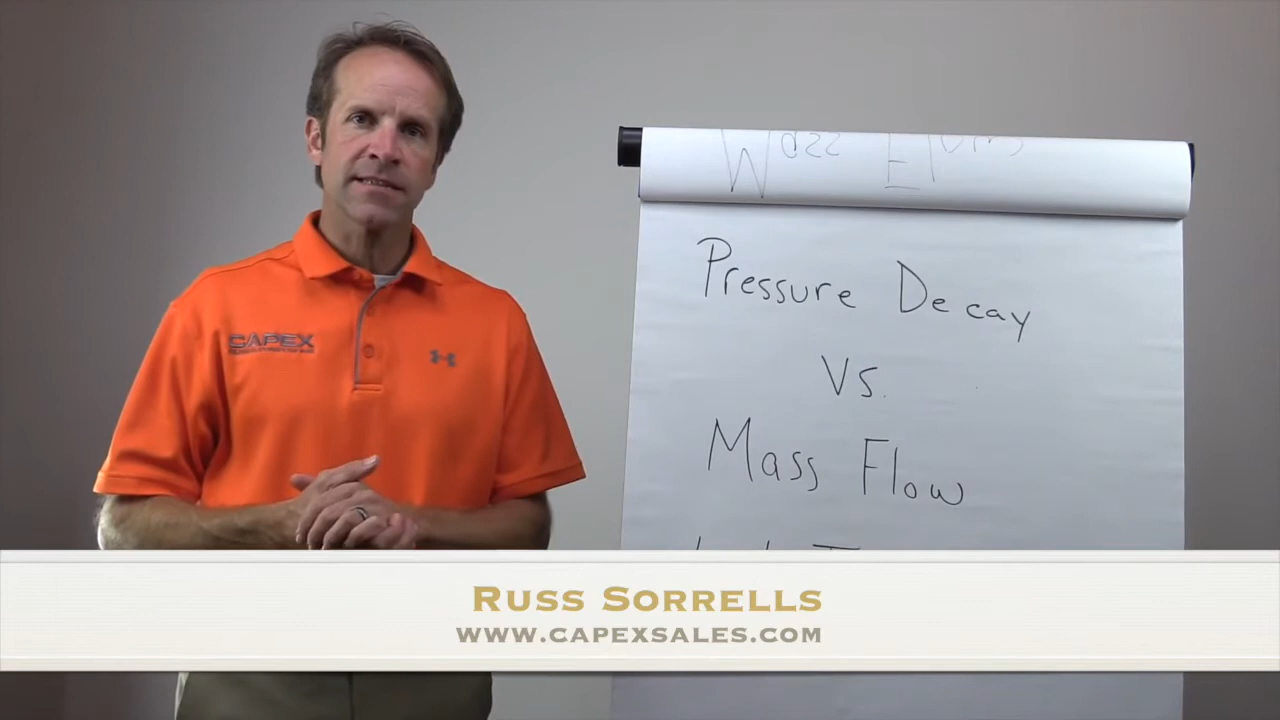 Pressure Decay
Vs.
Mass Flow
CAPEX
RUSS SORRELLS
WWW.CAPEXSALES.COM